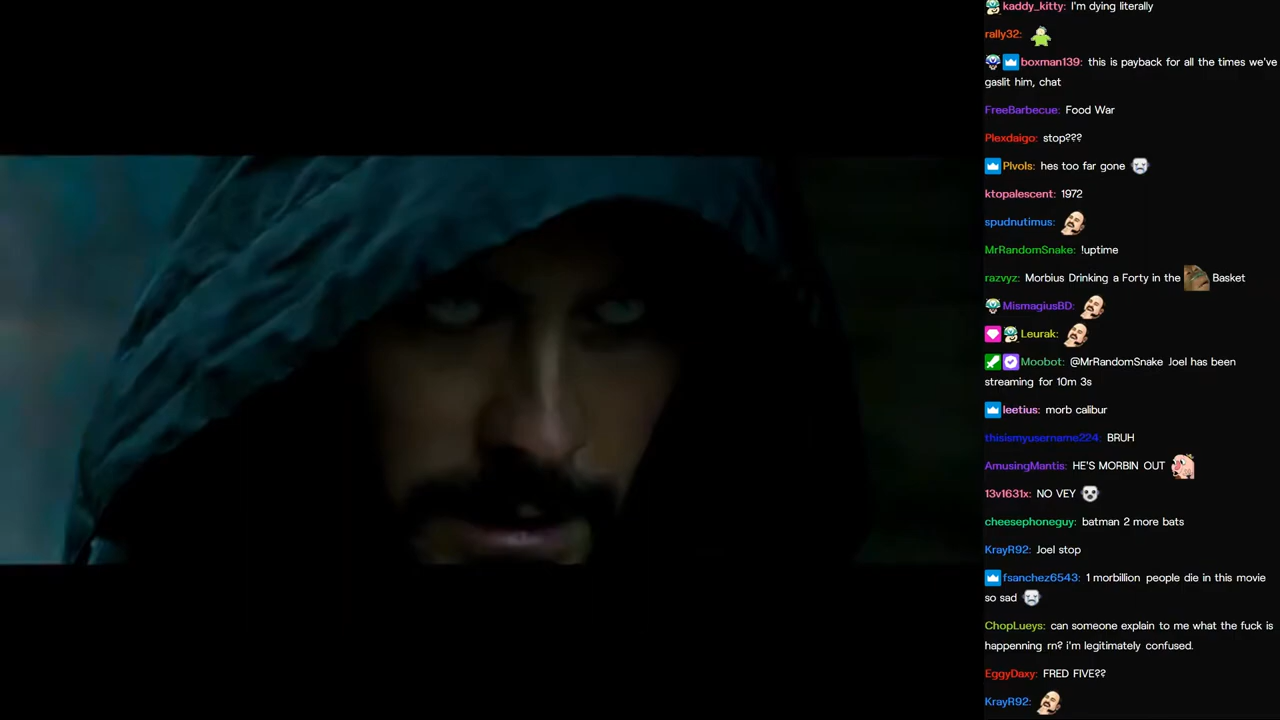 kaddy_kitty: I'm dying literally
rally32:
boxman139: this is payback for all the times we've
gaslit him, chat
FreeBarbecue: Food War
Plexdaigo: stop???
Plvols: hes too far gone
ktopalescent: 1972
spudnutimus:
MrRandomSnake: !uptime
razvyz: Morbius Drinking a Forty in the Basket
MismagiusBD:
Leurak:
Moobot: @MrRandomSnake Joel has been
streaming for 10m 3s
leetius: morb calibur
thisismyusername224: BRUH
AmusingMantis: HE'S MORBIN OUT
13v1631x: NO VEY
cheesephoneguy: batman 2 more bats
KrayR92: Joel stop
fsanchez6543: 1 morbillion people die in this movie
so sad
ChopLueys: can someone explain to me what the fuck is
happenning rn? i'm legitimately confused.
EggyDaxy: FRED FIVE??
KrayR92: